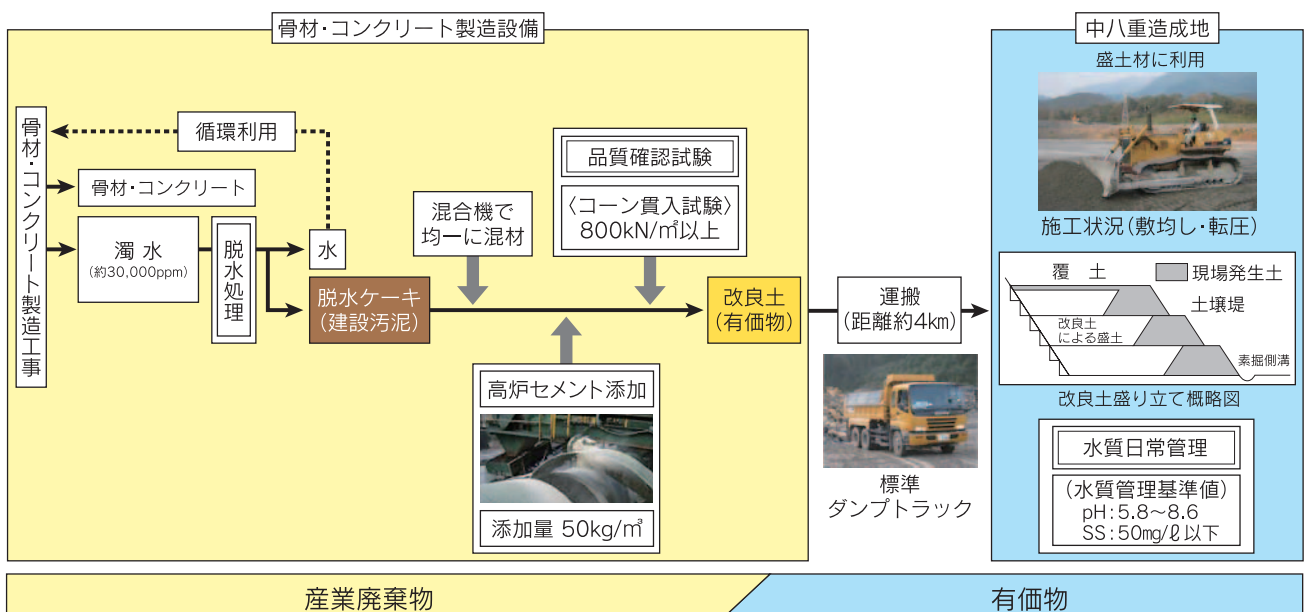 骨材・コンクリート製造設備
骨材・コンクリート製造工事
循環利用
骨材・コンクリート
濁水
(約30,000ppm)
脱水処理
水
脱水ケーキ
(建設汚泥)
混合機で
均一に混材
品質確認試験
〈コーン貫入試験〉
800kN/㎡以上
高炉セメント添加
添加量 50kg/㎥
改良土
(有価物)
運搬
(距離約4km)
標準
ダンプトラック
中八重造成地
盛土材に利用
施工状況(敷均し・転圧)
覆土
現場発生土
土壌堤
改良土
による盛土
素掘側溝
改良土盛り立て概略図
水質日常管理
(水質管理基準値)
pH:5.8〜8.6
SS:50mg/ℓ以下
産業廃棄物
有価物